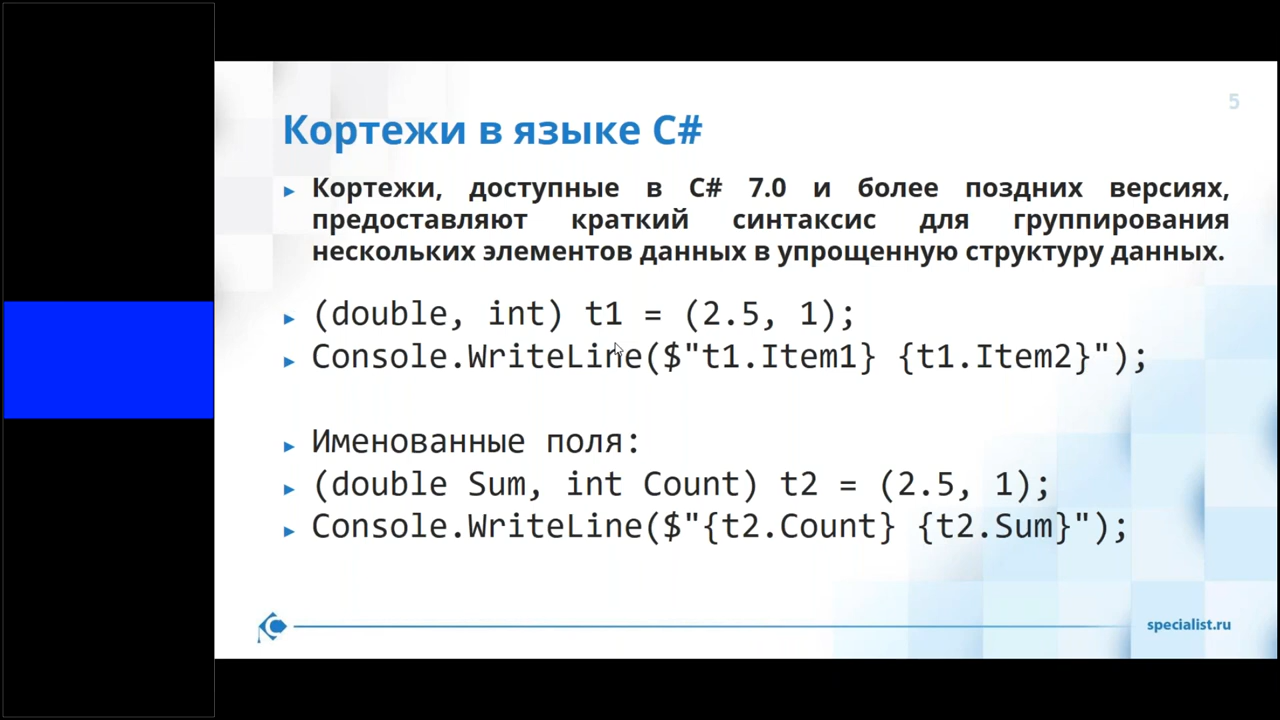 5
Кортежи в языке C#
Кортежи, доступные в C# 7.0 и более поздних версиях,
предоставляют краткий синтаксис для группирования
нескольких элементов данных в упрощенную структуру данных.
(double, int) t1 = (2.5, 1);
Console.WriteLine($"t1.Item1} {t1.Item2}");
Именованные поля:
(double Sum, int Count) t2 = (2.5, 1);
Console.WriteLine($"{t2.Count} {t2.Sum}");
specialist.ru